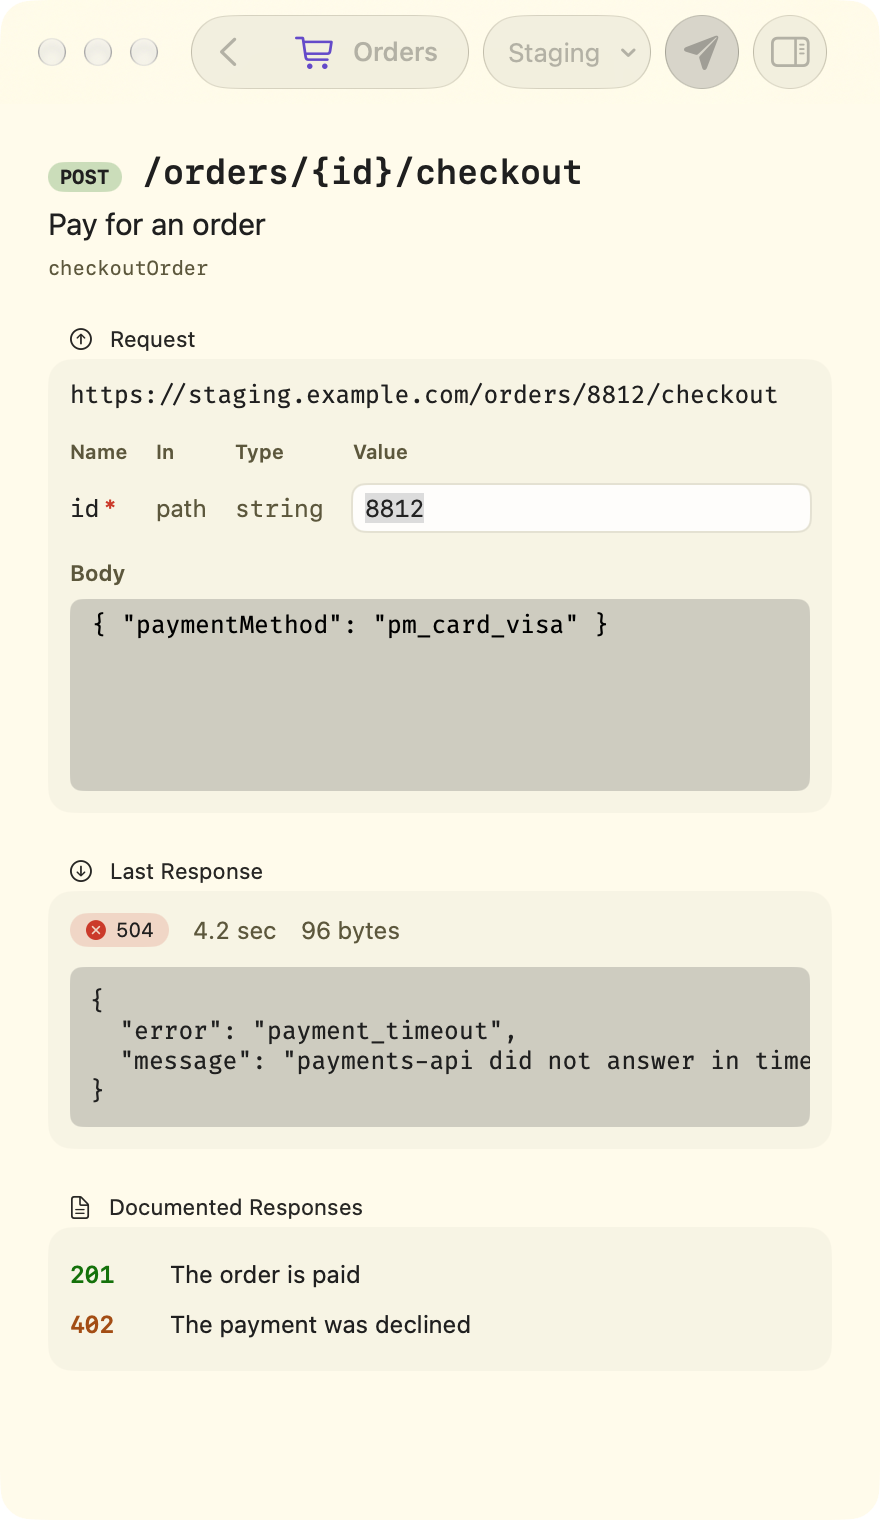 Orders
Staging
POST /orders/{id}/checkout
Pay for an order
checkoutOrder
Request
https://staging.example.com/orders/8812/checkout
Name In Type Value
id* path string 8812
Body
{ "paymentMethod": "pm_card_visa" }
Last Response
504 4.2 sec 96 bytes
{
"error": "payment_timeout",
"message": "payments-api did not answer in time
}
Documented Responses
201 The order is paid
402 The payment was declined